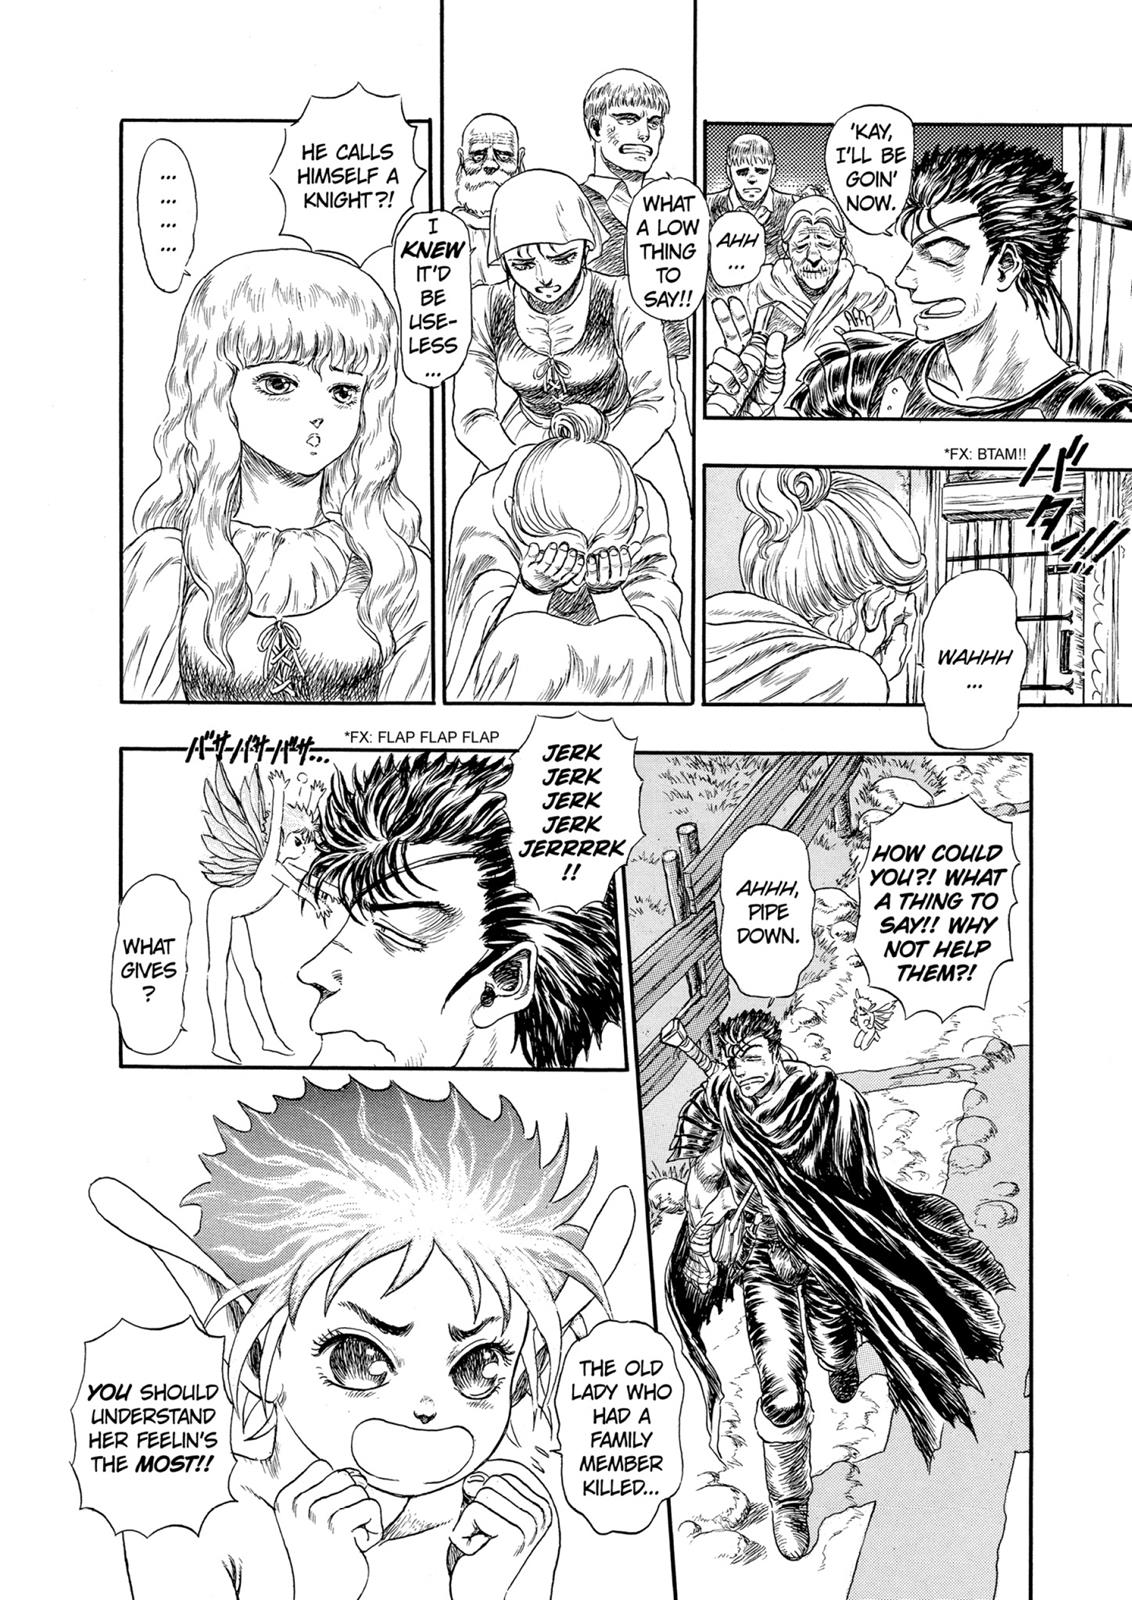 'KAY,
I'LL BE
GOIN'
NOW.
AHH
...
*FX: BTAM!!
バタン!!!
WAHHH
...
WHAT
A LOW
THING
TO
SAY!!
I
KNEW
IT'D
BE
USE-
LESS
...
HE CALLS
HIMSELF A
KNIGHT?!
...
...
...
HOW COULD
YOU?! WHAT
A THING TO
SAY!! WHY
NOT HELP
THEM?!
AHHH,
PIPE
DOWN.
JERK
JERK
JERK
JERK
JERRRRK
!!
*FX: FLAP FLAP FLAP
バサーバサーバサ...
WHAT
GIVES
?
THE OLD
LADY WHO
HAD A
FAMILY
MEMBER
KILLED...
YOU SHOULD
UNDERSTAND
HER FEELIN'S
THE MOST!!